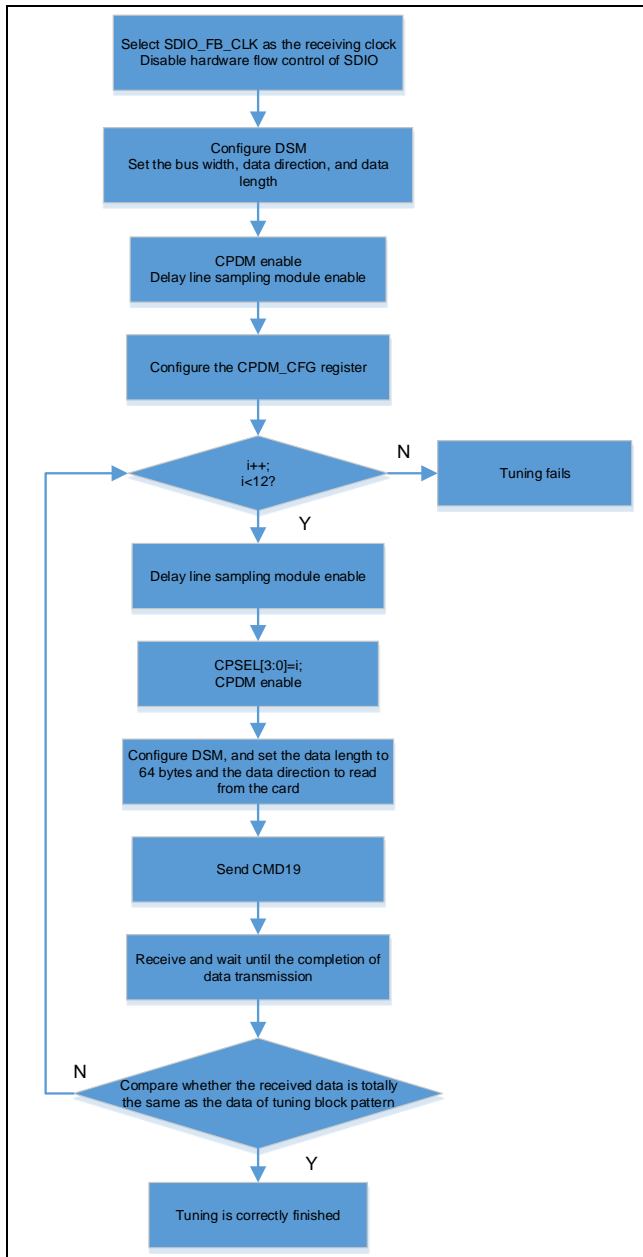 Select SDIO_FB_CLK as the receiving clock
Disable hardware flow control of SDIO
Configure DSM
Set the bus width, data direction, and data
length
CPDM enable
Delay line sampling module enable
Configure the CPDM_CFG register
i++;
i<12?
N
Tuning fails
Y
Delay line sampling module enable
CPSEL[3:0]=i;
CPDM enable
Configure DSM, and set the data length to
64 bytes and the data direction to read
from the card
Send CMD19
Receive and wait until the completion of
data transmission
N
Compare whether the received data is totally
the same as the data of tuning block pattern
Y
Tuning is correctly finished